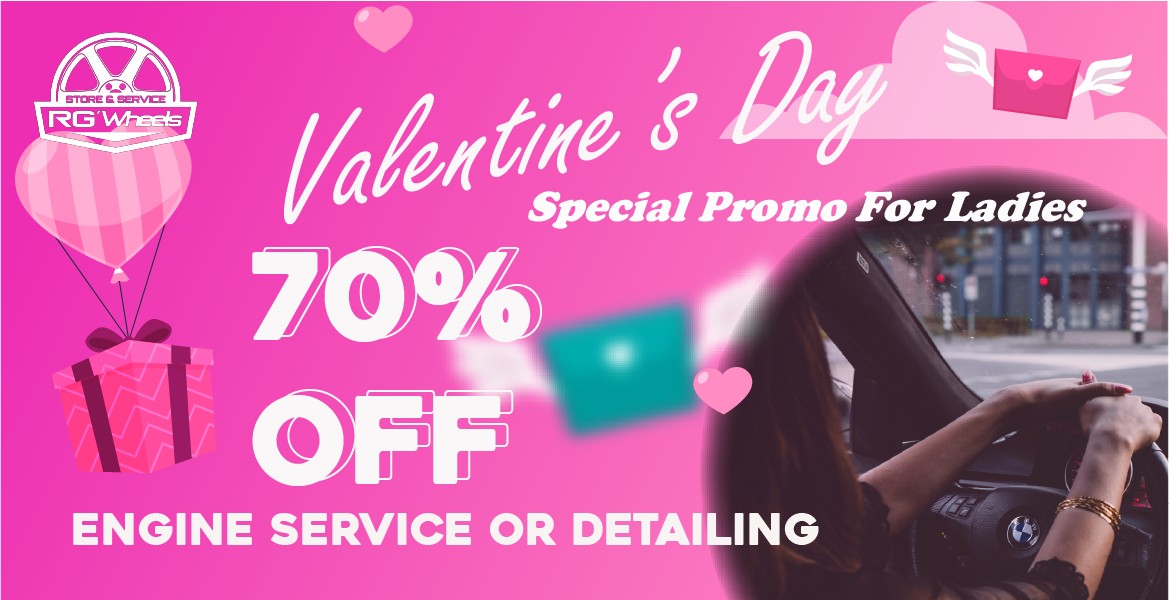 STORE & SERVICE
RG'Wheels
Valentine's Day
Special Promo For Ladies
70%
OFF
ENGINE SERVICE OR DETAILING